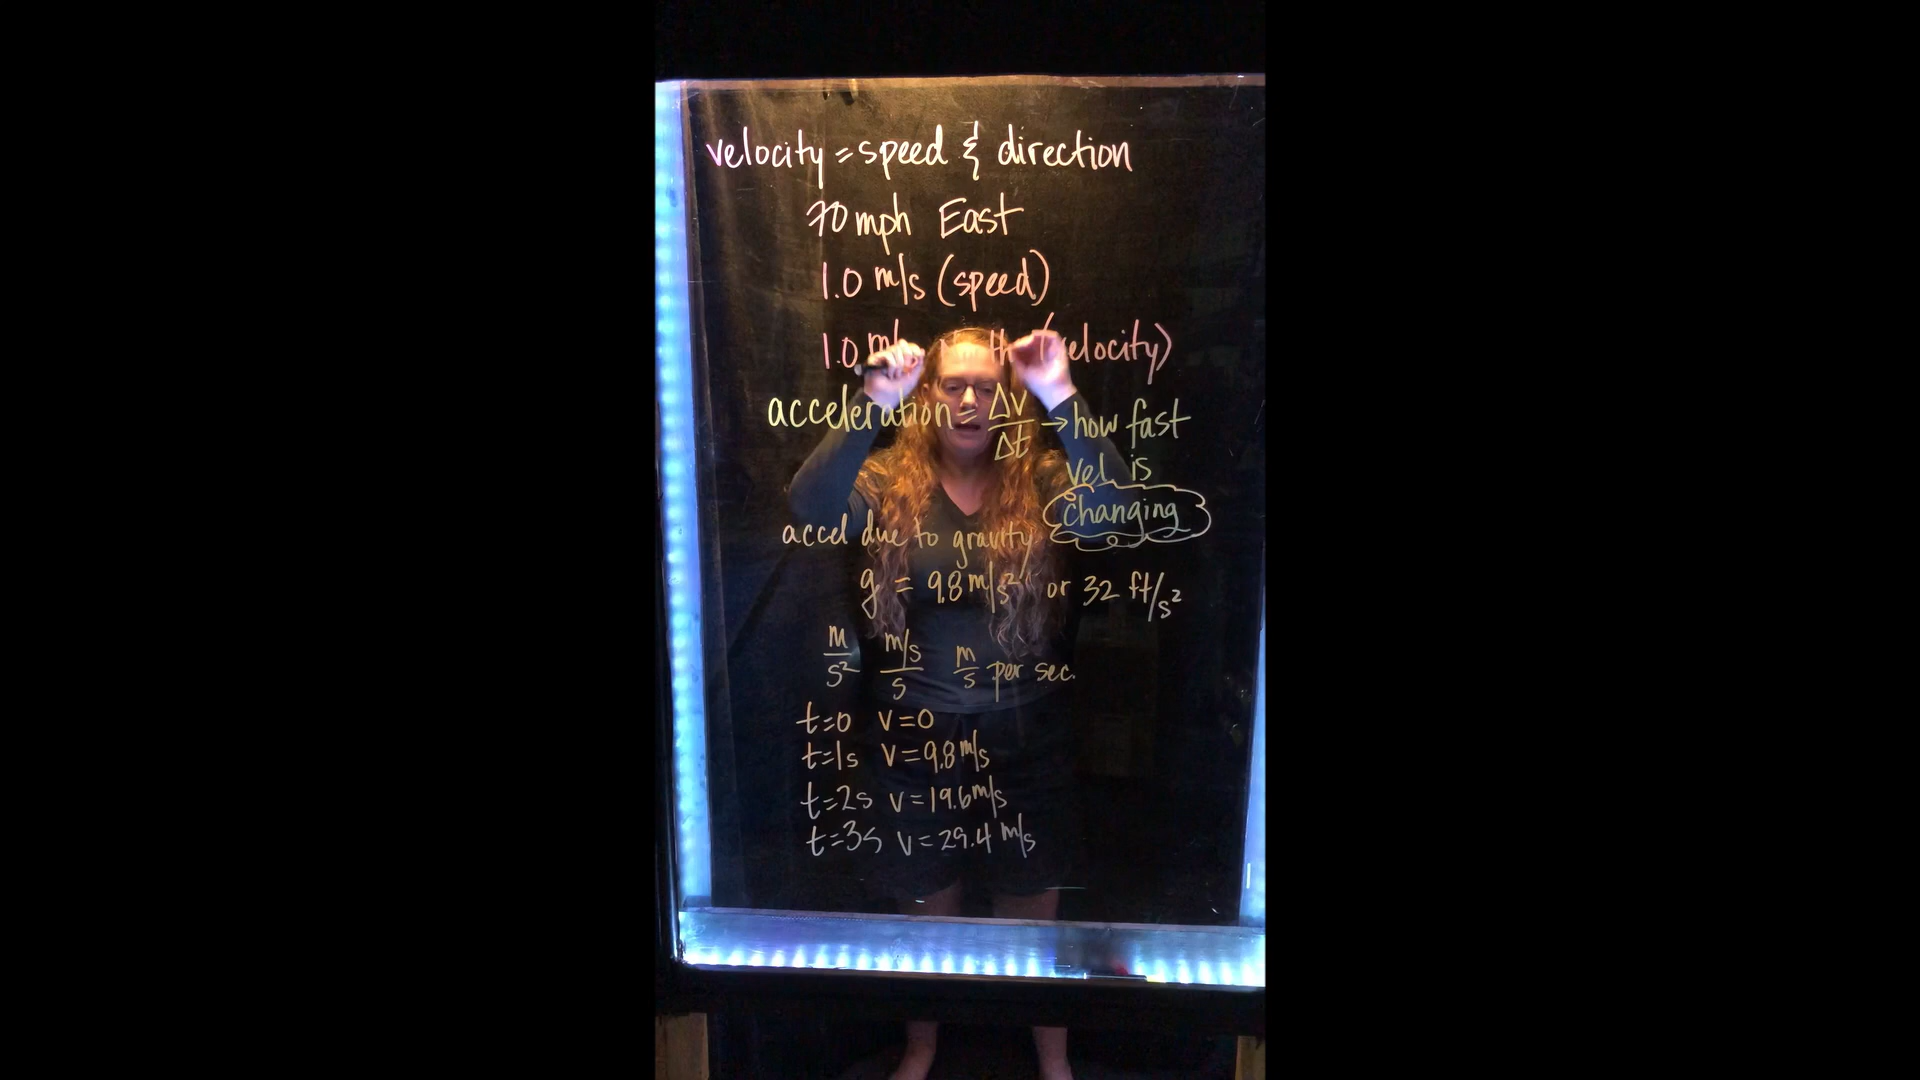 velocity = speed & direction
70 mph East
1.0 m/s (speed)
1.0 m/s (velocity)
acceleration = Δv/Δt → how fast
vel. is
changing
accel due to gravity
g = 9.8 m/s² or 32 ft/s²
m/s² m/s/s m/s per sec.
t=0 v=0
t=1s v=9.8 m/s
t=2s v=19.6 m/s
t=3s v=29.4 m/s